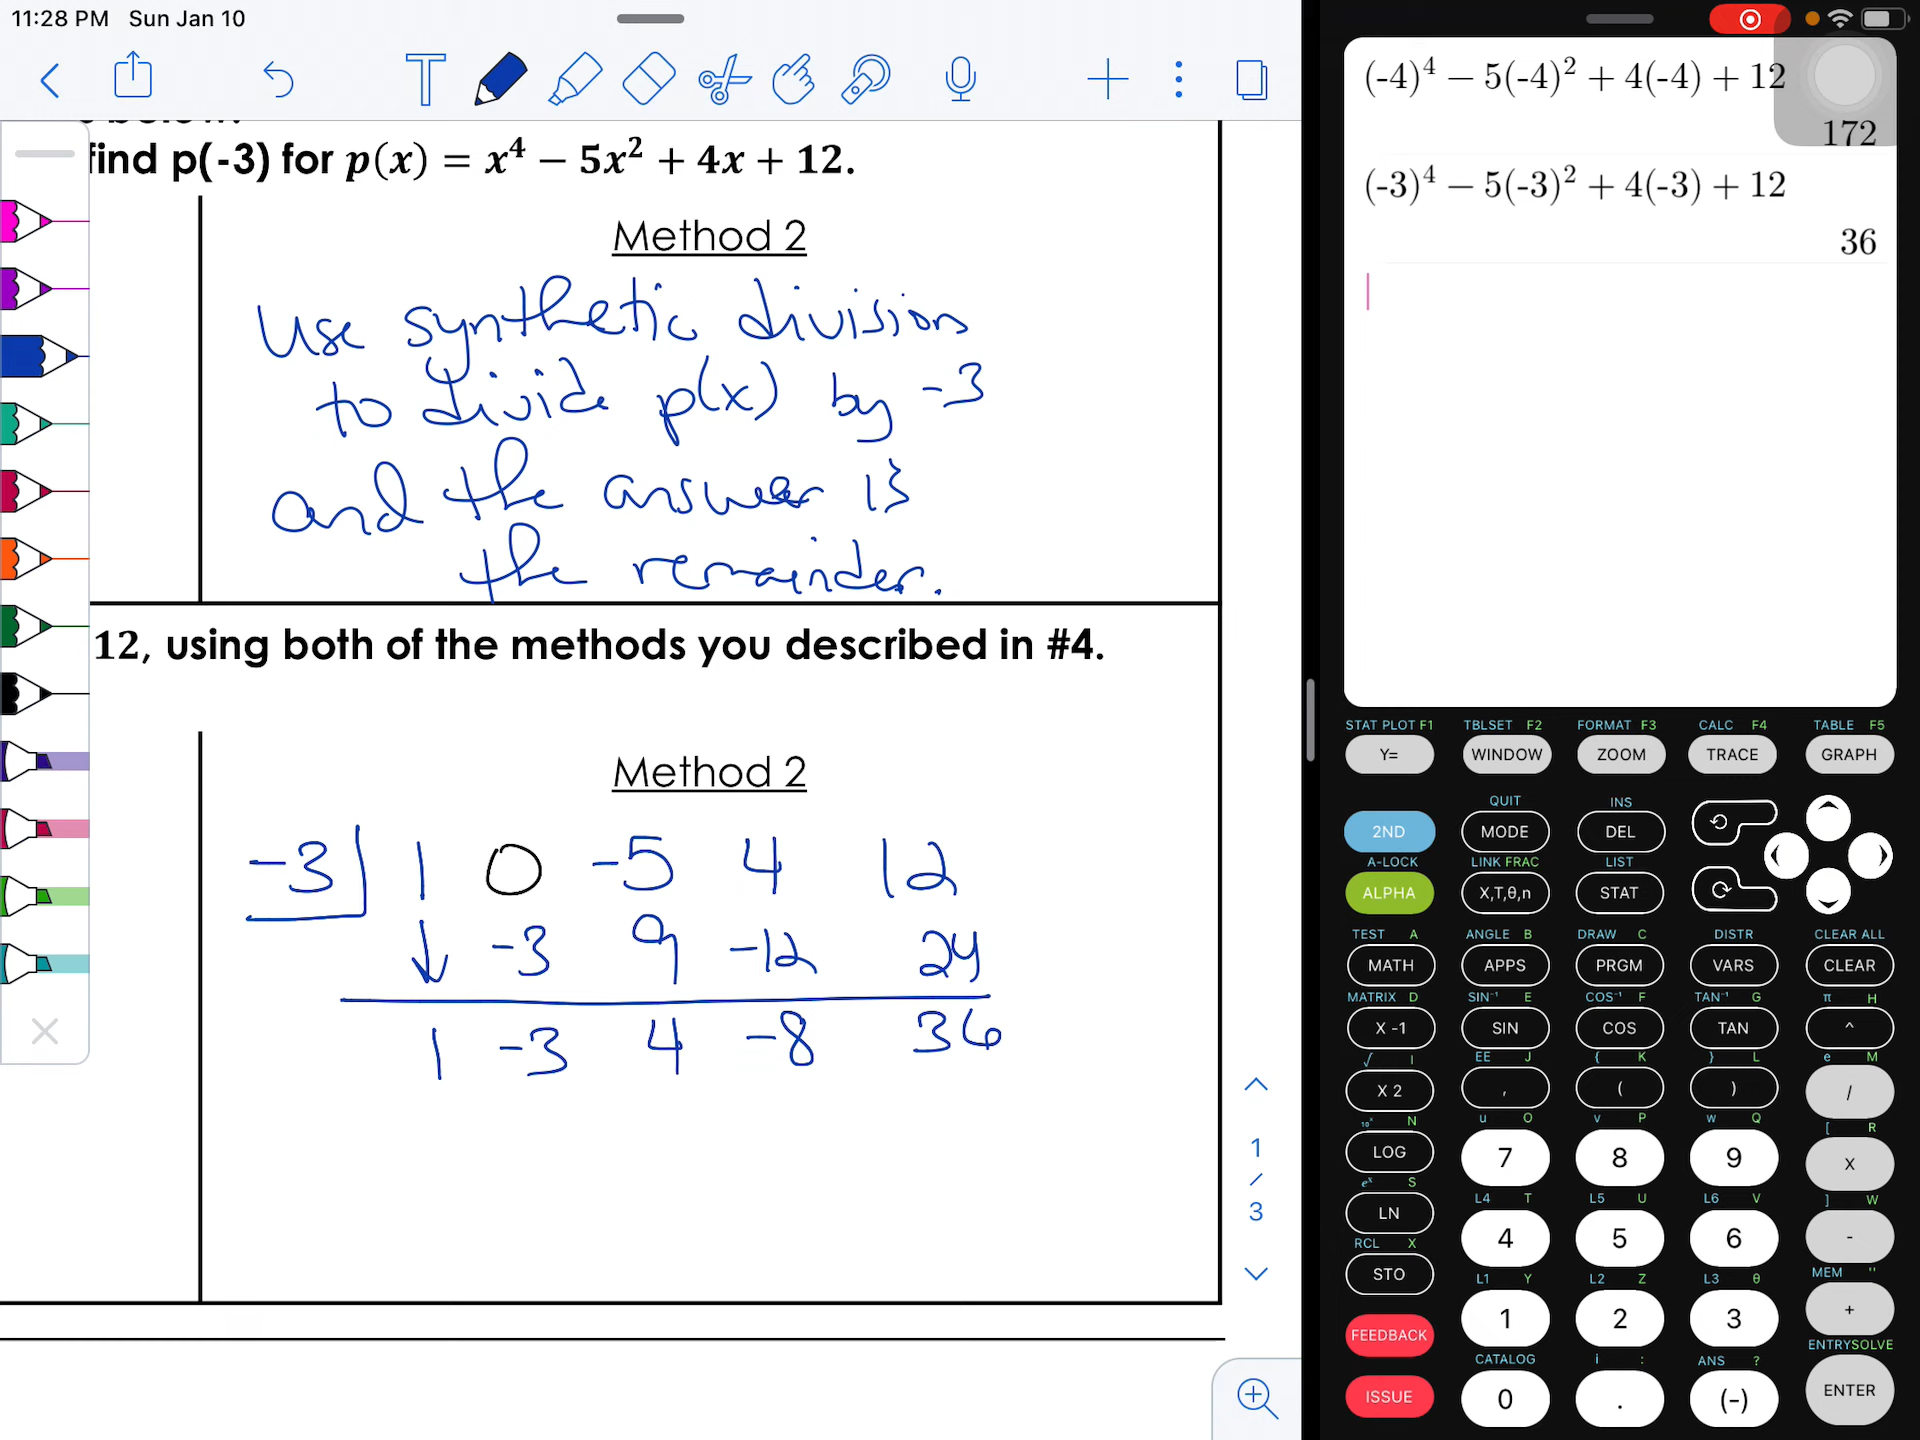 11:28 PM Sun Jan 10
find p(-3) for p(x) = x⁴ − 5x² + 4x + 12.
Method 2
Use synthetic division
to divide p(x) by -3
and the answer is
the remainder.
12, using both of the methods you described in #4.
Method 2
-3 1 0 -5 4 12
↓ -3 9 -12 24
1 -3 4 -8 36
1
/
3
(-4)⁴ − 5(-4)² + 4(-4) + 12
172
(-3)⁴ − 5(-3)² + 4(-3) + 12
36
STAT PLOT F1 TBLSET F2 FORMAT F3 CALC F4 TABLE F5
Y= WINDOW ZOOM TRACE GRAPH
QUIT INS
2ND MODE DEL
A-LOCK LINK FRAC LIST
ALPHA X,T,θ,n STAT
TEST A ANGLE B DRAW C DISTR CLEAR ALL
MATH APPS PRGM VARS CLEAR
MATRIX D SIN⁻¹ E COS⁻¹ F TAN⁻¹ G π H
X -1 SIN COS TAN ^
√ I EE J { K } L e M
X 2 , ( ) /
10ˣ N u O v P w Q [ R
LOG 7 8 9 X
eˣ S L4 T L5 U L6 V ] W
LN 4 5 6 -
RCL X L1 Y L2 Z L3 θ MEM "
STO 1 2 3 +
FEEDBACK CATALOG i : ANS ? ENTRY SOLVE
ISSUE 0 . (-) ENTER